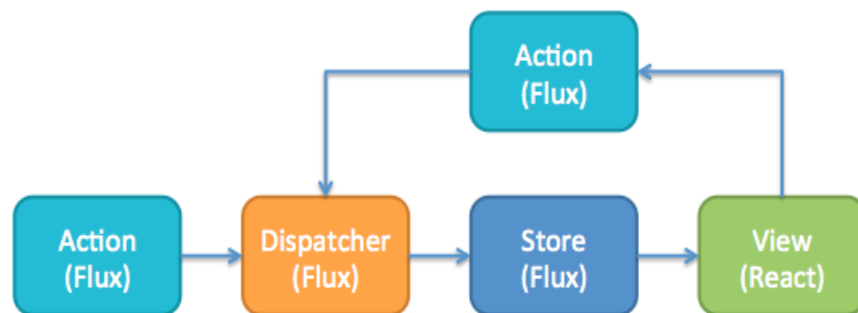 Action
(Flux)
Action
(Flux)
Dispatcher
(Flux)
Store
(Flux)
View
(React)